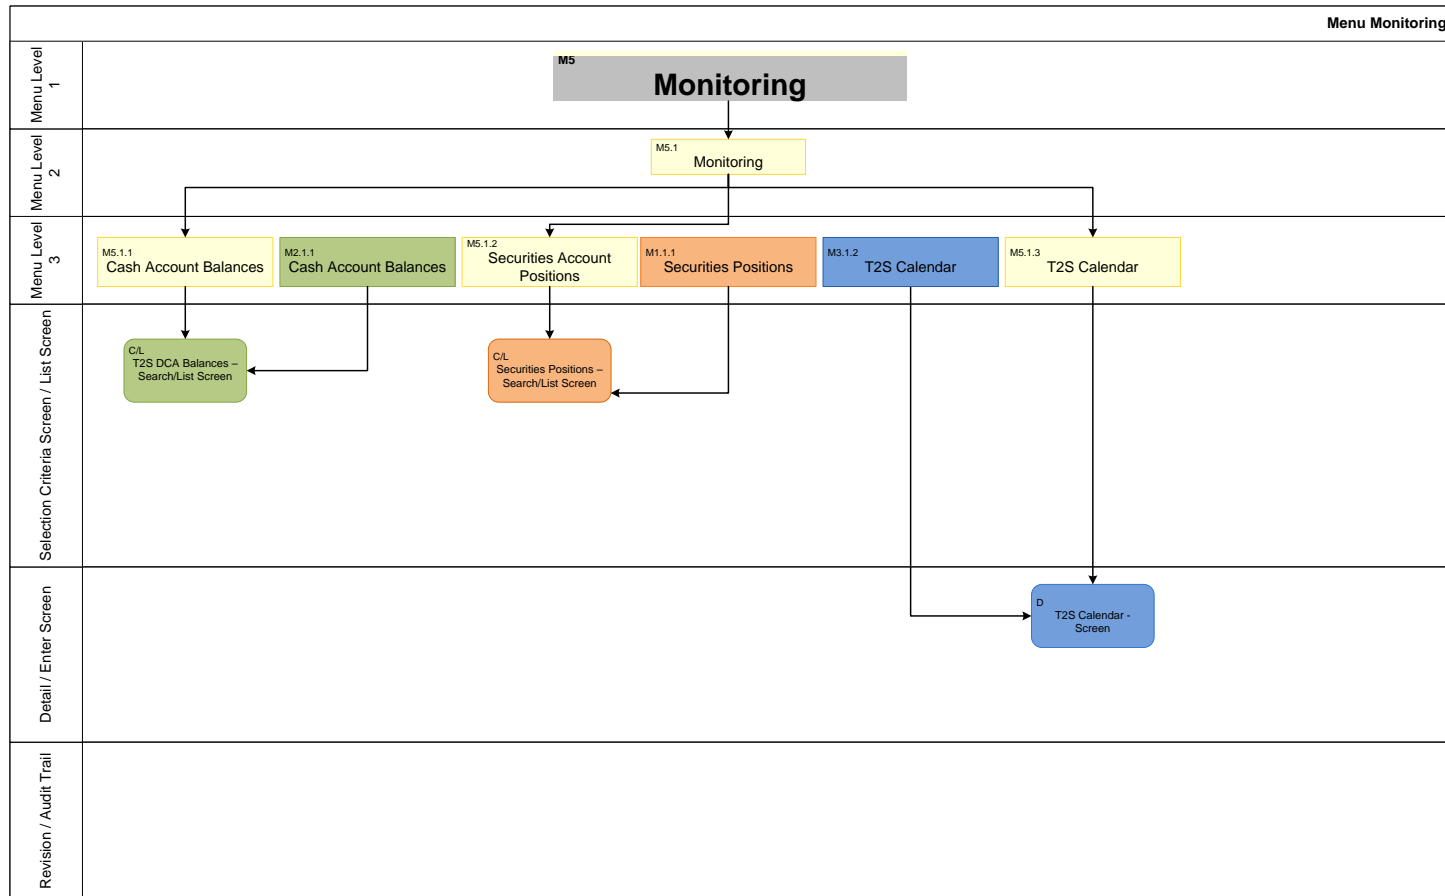 Menu Monitoring
Menu Level
1
M5
Monitoring
Menu Level
2
M5.1
Monitoring
Menu Level
3
M5.1.1
Cash Account Balances
M2.1.1
Cash Account Balances
M5.1.2
Securities Account
Positions
M1.1.1
Securities Positions
M3.1.2
T2S Calendar
M5.1.3
T2S Calendar
Selection Criteria Screen / List Screen
C/L
T2S DCA Balances –
Search/List Screen
C/L
Securities Positions –
Search/List Screen
Detail / Enter Screen
D
T2S Calendar -
Screen
Revision / Audit Trail